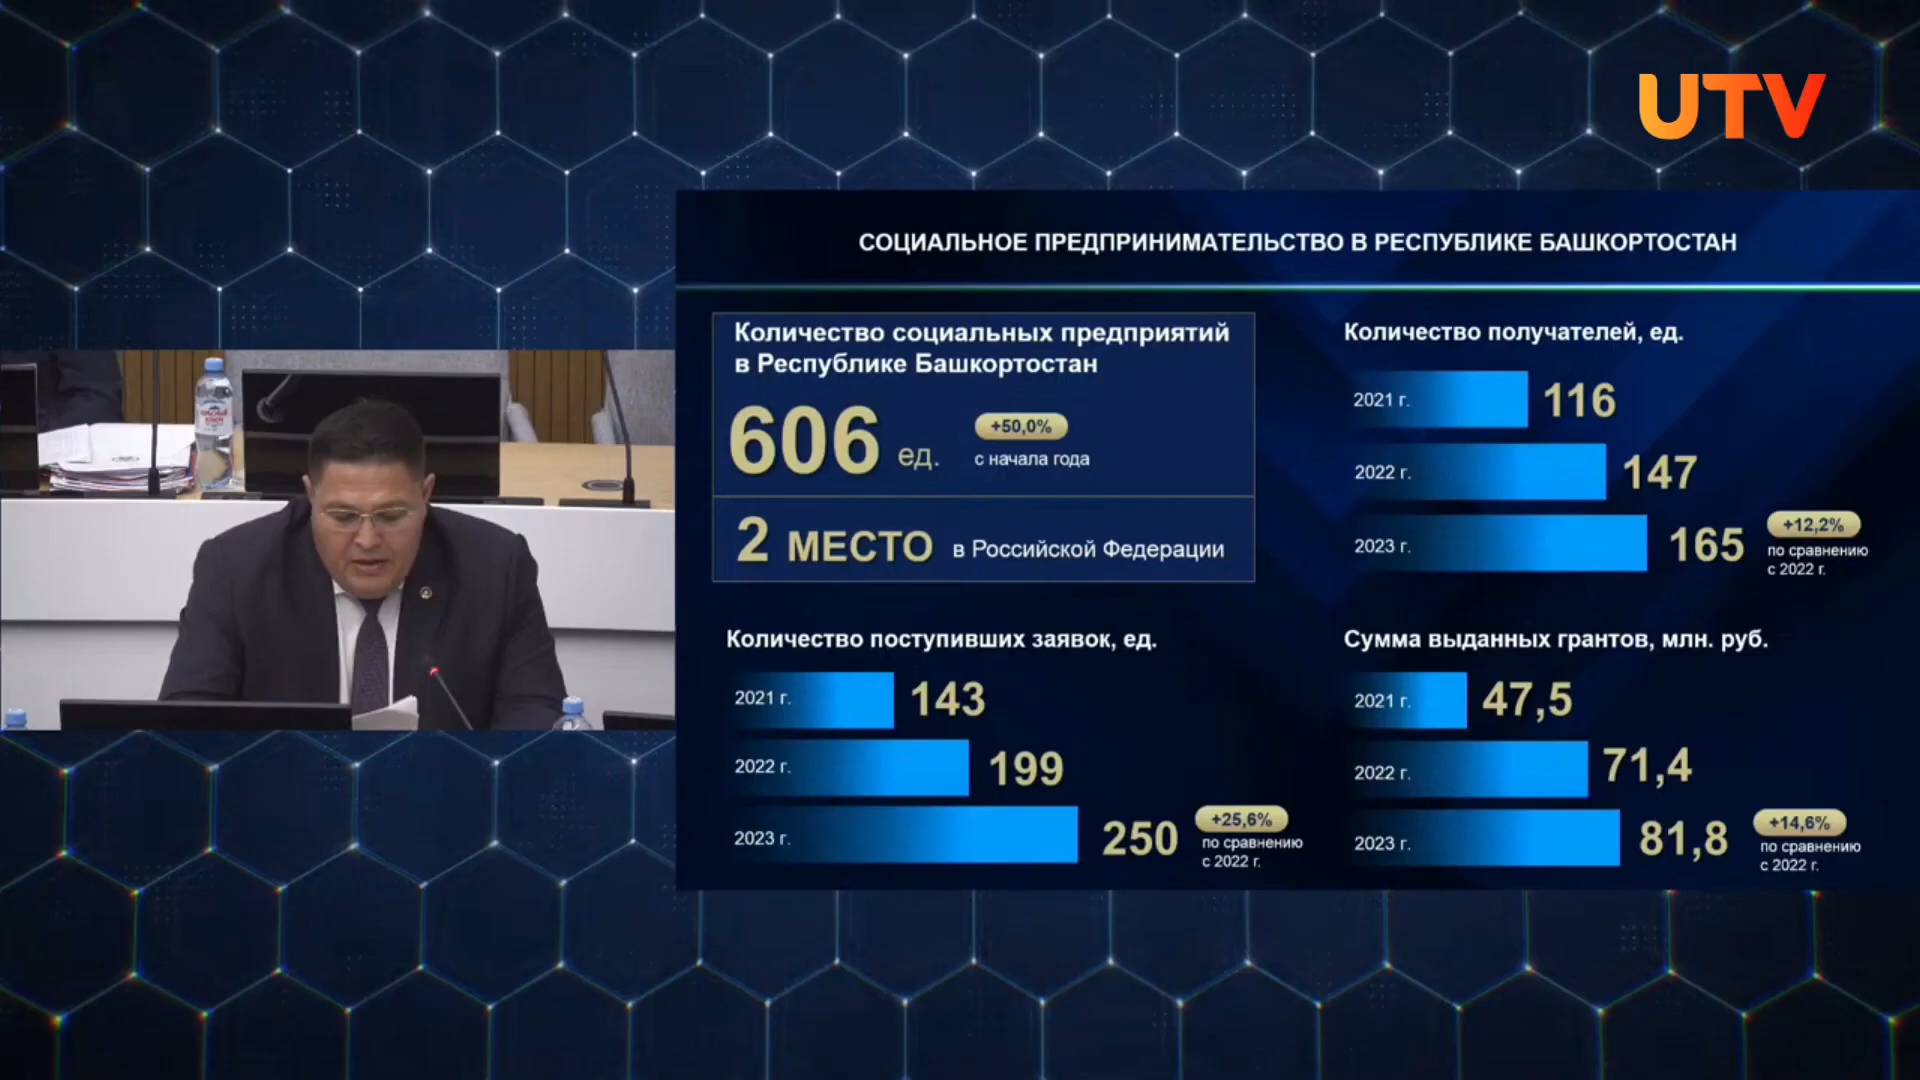 UTV
СОЦИАЛЬНОЕ ПРЕДПРИНИМАТЕЛЬСТВО В РЕСПУБЛИКЕ БАШКОРТОСТАН
Количество социальных предприятий
в Республике Башкортостан
606 ед.
+50,0%
с начала года
2 МЕСТО в Российской Федерации
Количество получателей, ед.
2021 г. 116
2022 г. 147
2023 г. 165
+12,2%
по сравнению
с 2022 г.
Количество поступивших заявок, ед.
2021 г. 143
2022 г. 199
2023 г. 250
+25,6%
по сравнению
с 2022 г.
Сумма выданных грантов, млн. руб.
2021 г. 47,5
2022 г. 71,4
2023 г. 81,8
+14,6%
по сравнению
с 2022 г.